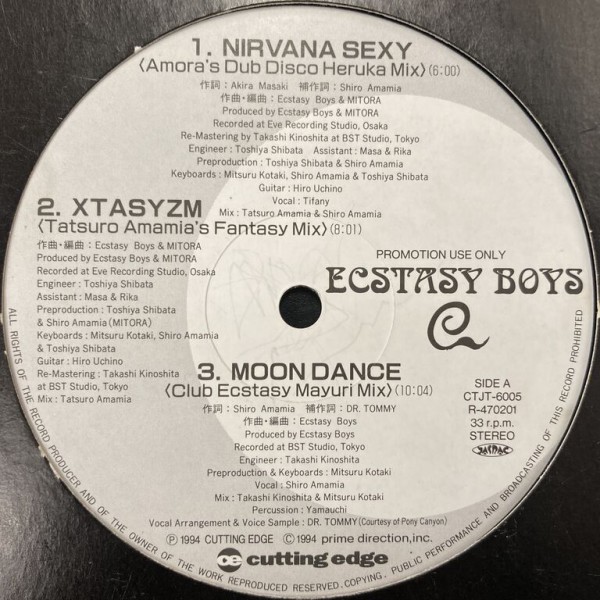 1. NIRVANA SEXY
〈Amora's Dub Disco Heruka Mix〉(6:00)
作詞：Akira Masaki 補作詞：Shiro Amamia
作曲・編曲：Ecstasy Boys & MITORA
Produced by Ecstasy Boys & MITORA
Recorded at Eve Recording Studio, Osaka
Re-Mastering by Takashi Kinoshita at BST Studio, Tokyo
Engineer : Toshiya Shibata Assistant : Masa & Rika
Preproduction : Toshiya Shibata & Shiro Amamia
Keyboards : Mitsuru Kotaki, Shiro Amamia & Toshiya Shibata
Guitar : Hiro Uchino
Vocal : Tifany
Mix : Tatsuro Amamia & Shiro Amamia
2. XTASYZM
〈Tatsuro Amamia's Fantasy Mix〉(8:01)
作曲・編曲：Ecstasy Boys & MITORA
Produced by Ecstasy Boys & MITORA
Recorded at Eve Recording Studio, Osaka
Engineer : Toshiya Shibata
Assistant : Masa & Rika
Preproduction : Toshiya Shibata
& Shiro Amamia (MITORA)
Keyboards : Mitsuru Kotaki, Shiro Amamia
& Toshiya Shibata
Guitar : Hiro Uchino
Re-Mastering : Takashi Kinoshita
at BST Studio, Tokyo
Mix : Tatsuro Amamia
PROMOTION USE ONLY
ECSTASY BOYS
3. MOON DANCE
〈Club Ecstasy Mayuri Mix〉(10:04)
作詞：Shiro Amamia 補作詞：DR. TOMMY
作曲・編曲：Ecstasy Boys
Produced by Ecstasy Boys
Recorded at BST Studio, Tokyo
Engineer : Takashi Kinoshita
Preproduction & Keyboards : Mitsuru Kotaki
Vocal : Shiro Amamia
Mix : Takashi Kinoshita & Mitsuru Kotaki
Percussion : Yamauchi
Vocal Arrangement & Voice Sample : DR. TOMMY (Courtesy of Pony Canyon)
SIDE A
CTJT-6005
R-470201
33 r.p.m.
STEREO
JASRAC
Ⓟ 1994 CUTTING EDGE Ⓒ 1994 prime direction, inc.
ce cutting edge
ALL RIGHTS OF THE RECORD PRODUCER AND OF THE OWNER OF THE WORK REPRODUCED RESERVED. COPYING, PUBLIC PERFORMANCE AND BROADCASTING OF THIS RECORD PROHIBITED